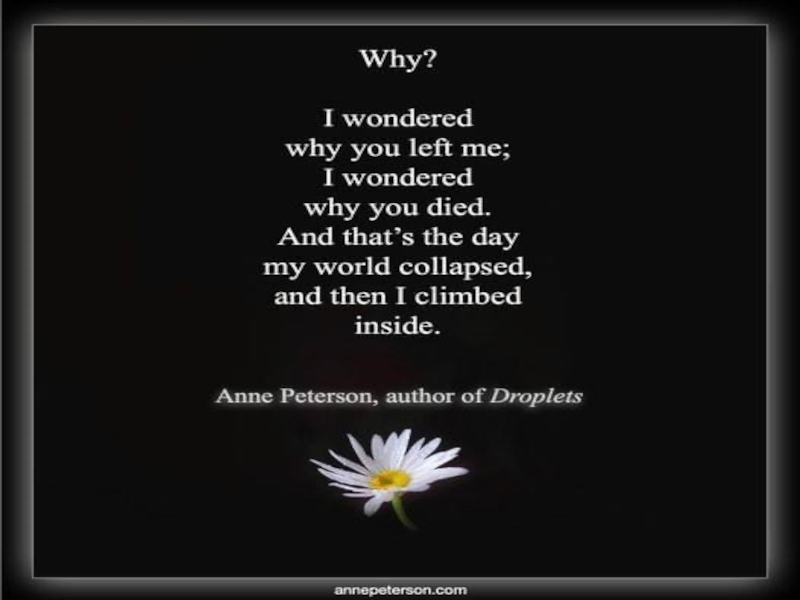 Why?
I wondered
why you left me;
I wondered
why you died.
And that's the day
my world collapsed,
and then I climbed
inside.
Anne Peterson, author of Droplets
annepeterson.com